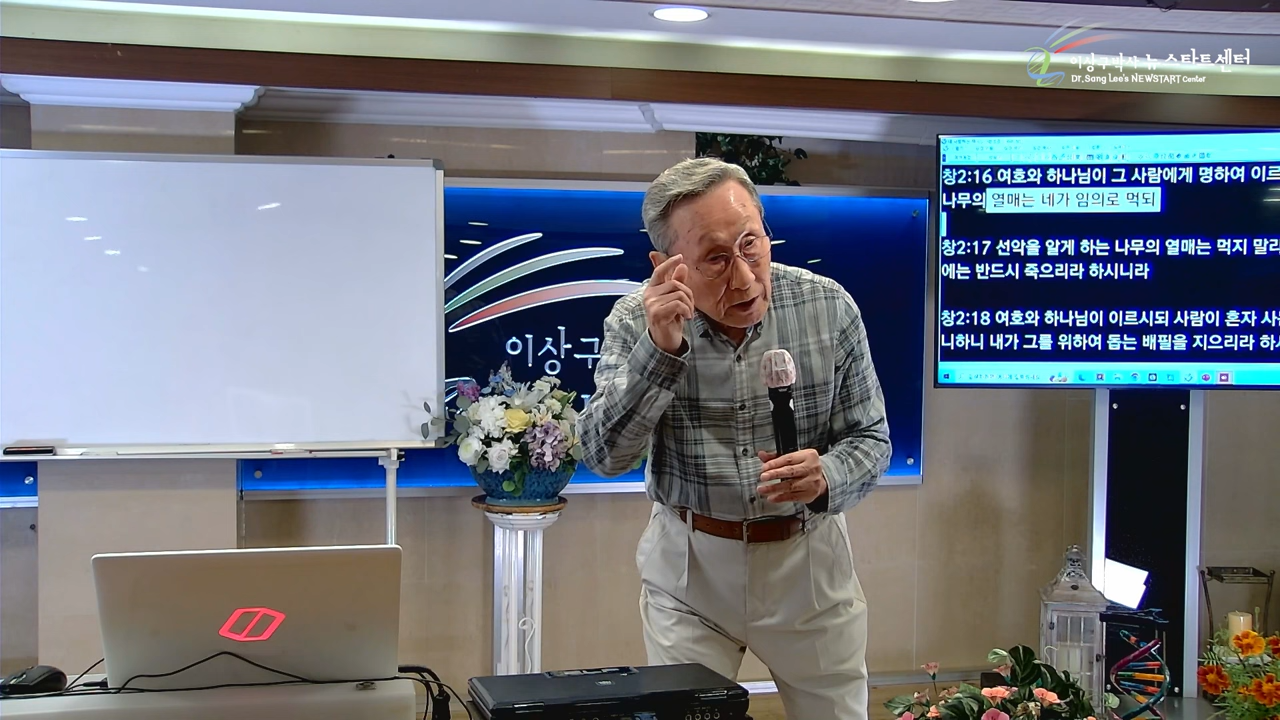 이상구박사 뉴스타트센터
Dr. Sang Lee's NEWSTART Center
창2:16 여호와 하나님이 그 사람에게 명하여 이르
나무의 열매는 네가 임의로 먹되
창2:17 선악을 알게 하는 나무의 열매는 먹지 말라
에는 반드시 죽으리라 하시니라
창2:18 여호와 하나님이 이르시되 사람이 혼자 사는
니하니 내가 그를 위하여 돕는 배필을 지으리라 하시
이상구